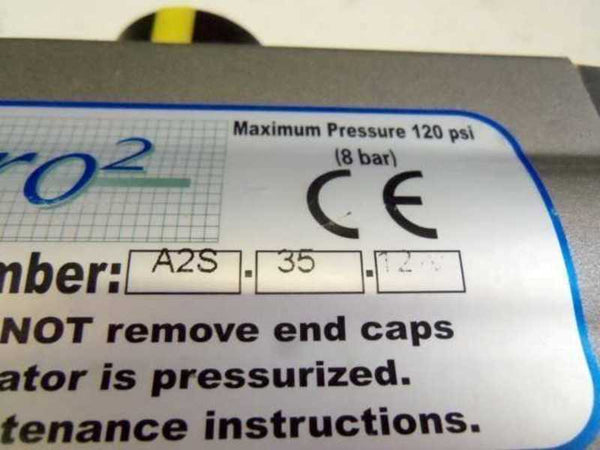 Maximum Pressure 120 psi
(8 bar)
ro²
CE
mber: A2S . 35 .
NOT remove end caps
ator is pressurized.
tenance instructions.